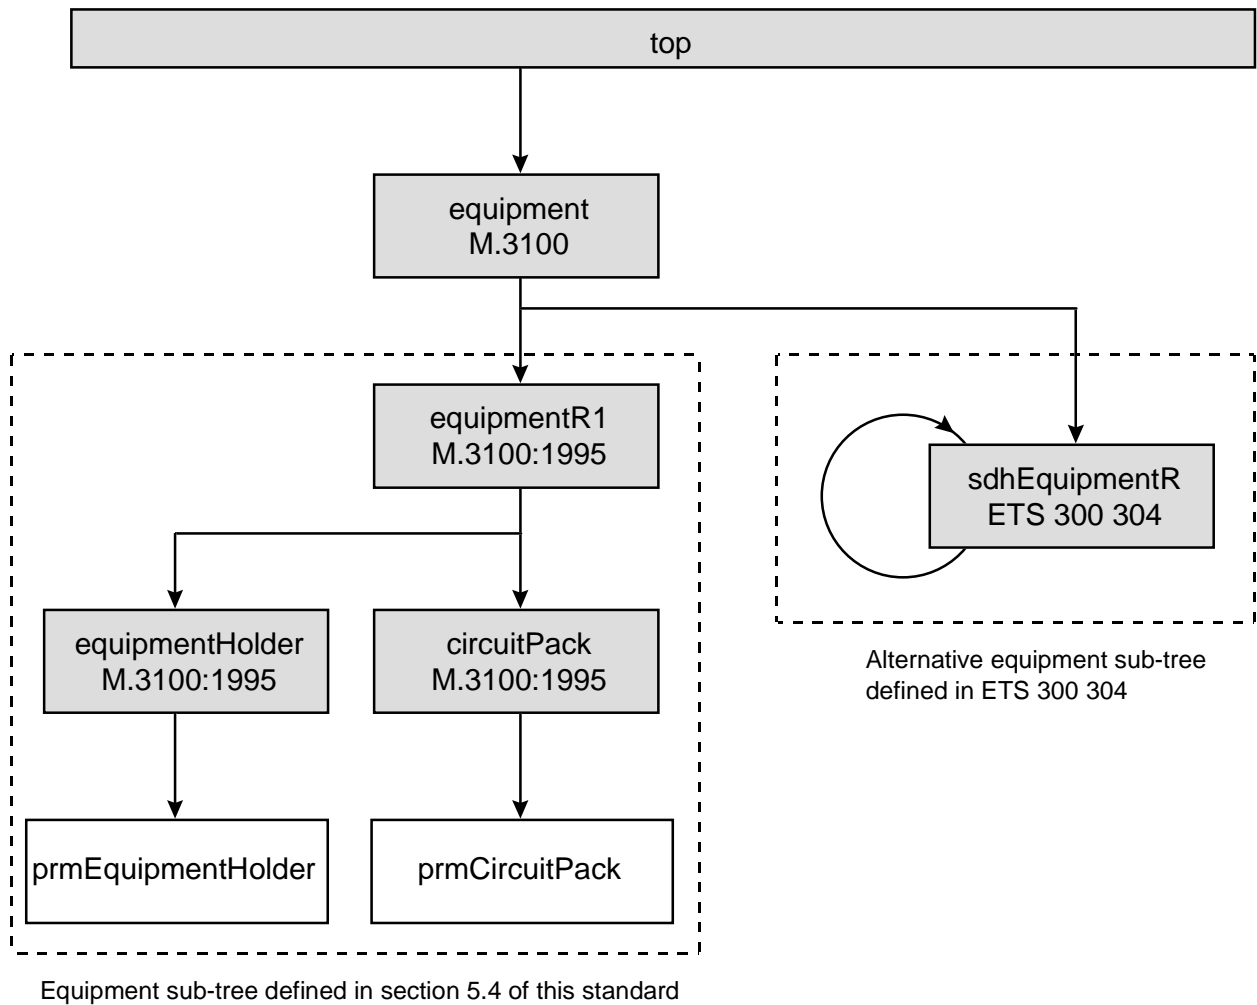 top
equipment
M.3100
equipmentR1
M.3100:1995
sdhEquipmentR
ETS 300 304
equipmentHolder
M.3100:1995
circuitPack
M.3100:1995
Alternative equipment sub-tree
defined in ETS 300 304
prmEquipmentHolder
prmCircuitPack
Equipment sub-tree defined in section 5.4 of this standard